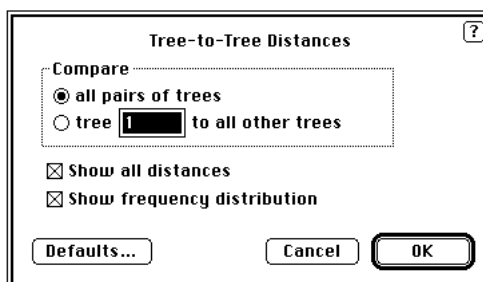 ?
Tree-to-Tree Distances
Compare
all pairs of trees
tree 1 to all other trees
Show all distances
Show frequency distribution
Defaults... Cancel OK